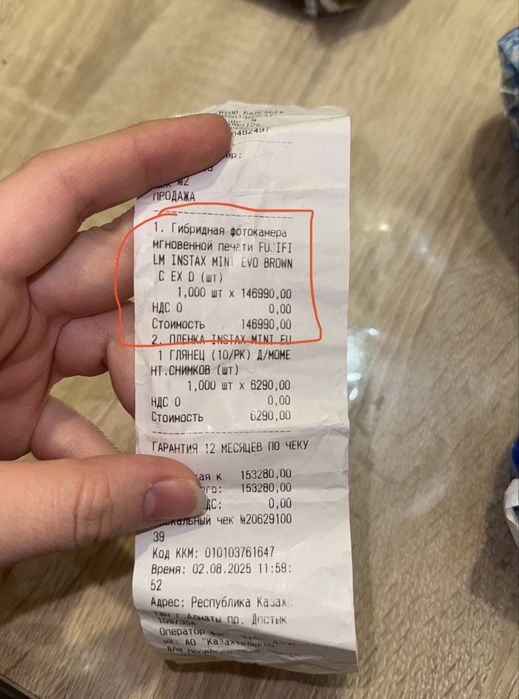 ПРОДАЖА
1. Гибридная фотокамера
мгновенной печати FUJIFI
LM INSTAX MINI EVO BROWN
C EX D (шт)
1,000 шт x 146990,00
НДС 0 0,00
Стоимость 146990,00
2. ПЛЕНКА INSTAX MINI EU
1 ГЛЯНЕЦ (10/PK) Д/МОМЕ
НТ.СНИМКОВ (шт)
1,000 шт x 6290,00
НДС 0 0,00
Стоимость 6290,00
ГАРАНТИЯ 12 МЕСЯЦЕВ ПО ЧЕКУ
153280,00
153280,00
0,00
чек №20629100
39
Код ККМ: 010103761647
Время: 02.08.2025 11:59:
52
Адрес: Республика Казахс
г. Алматы пр. Достык
Оператор
АО "Казахтелеком"